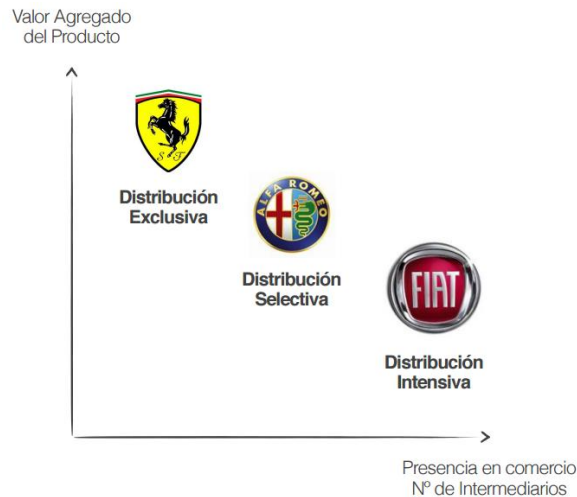 Valor Agregado
del Producto
S F
Distribución
Exclusiva
ALFA ROMEO
Distribución
Selectiva
FIAT
Distribución
Intensiva
Presencia en comercio
Nº de Intermediarios